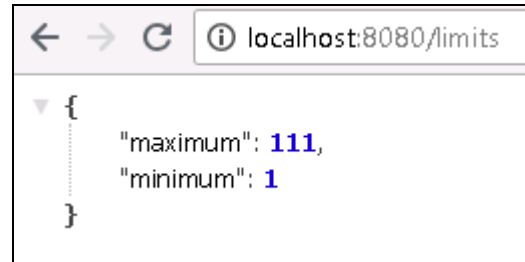 localhost:8080/limits
{
"maximum": 111,
"minimum": 1
}